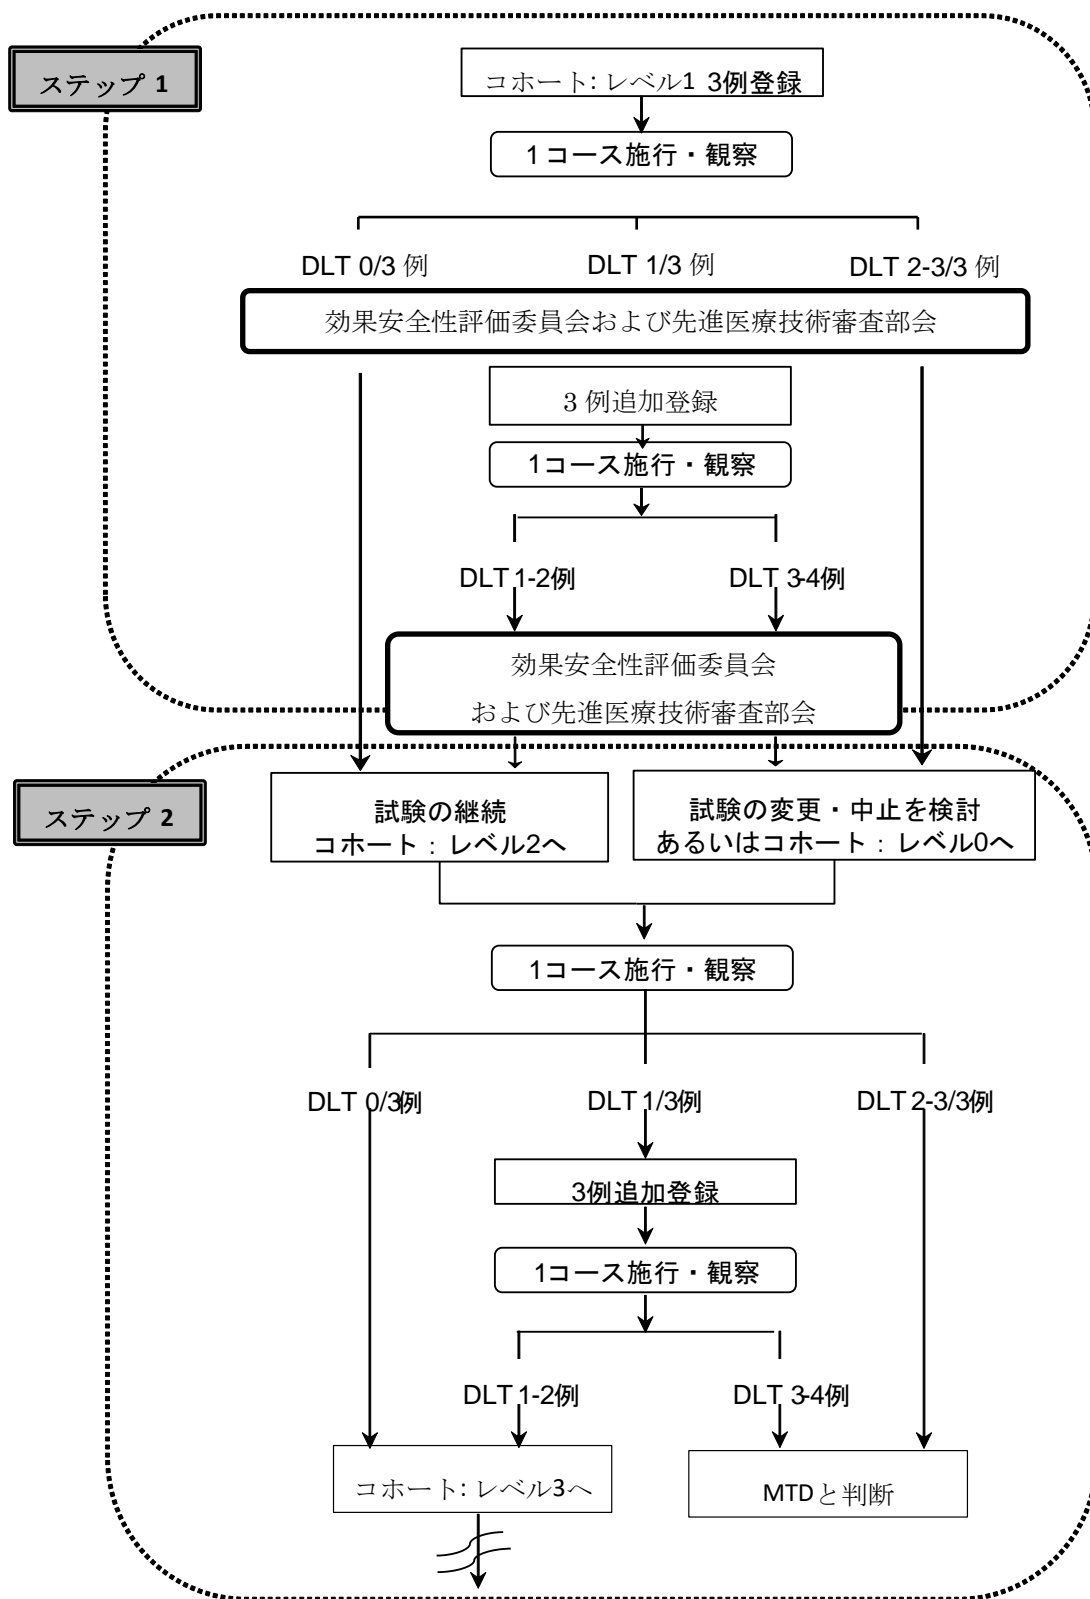 ステップ 1
コホート: レベル1 3例登録
1コース施行・観察
DLT 0/3 例
DLT 1/3 例
DLT 2-3/3 例
効果安全性評価委員会および先進医療技術審査部会
3 例追加登録
1コース施行・観察
DLT 1-2例
DLT 3-4例
効果安全性評価委員会
および先進医療技術審査部会
ステップ 2
試験の継続
コホート：レベル2へ
試験の変更・中止を検討
あるいはコホート：レベル0へ
1コース施行・観察
DLT 0/3例
DLT 1/3例
DLT 2-3/3例
3例追加登録
1コース施行・観察
DLT 1-2例
DLT 3-4例
コホート: レベル3へ
MTDと判断